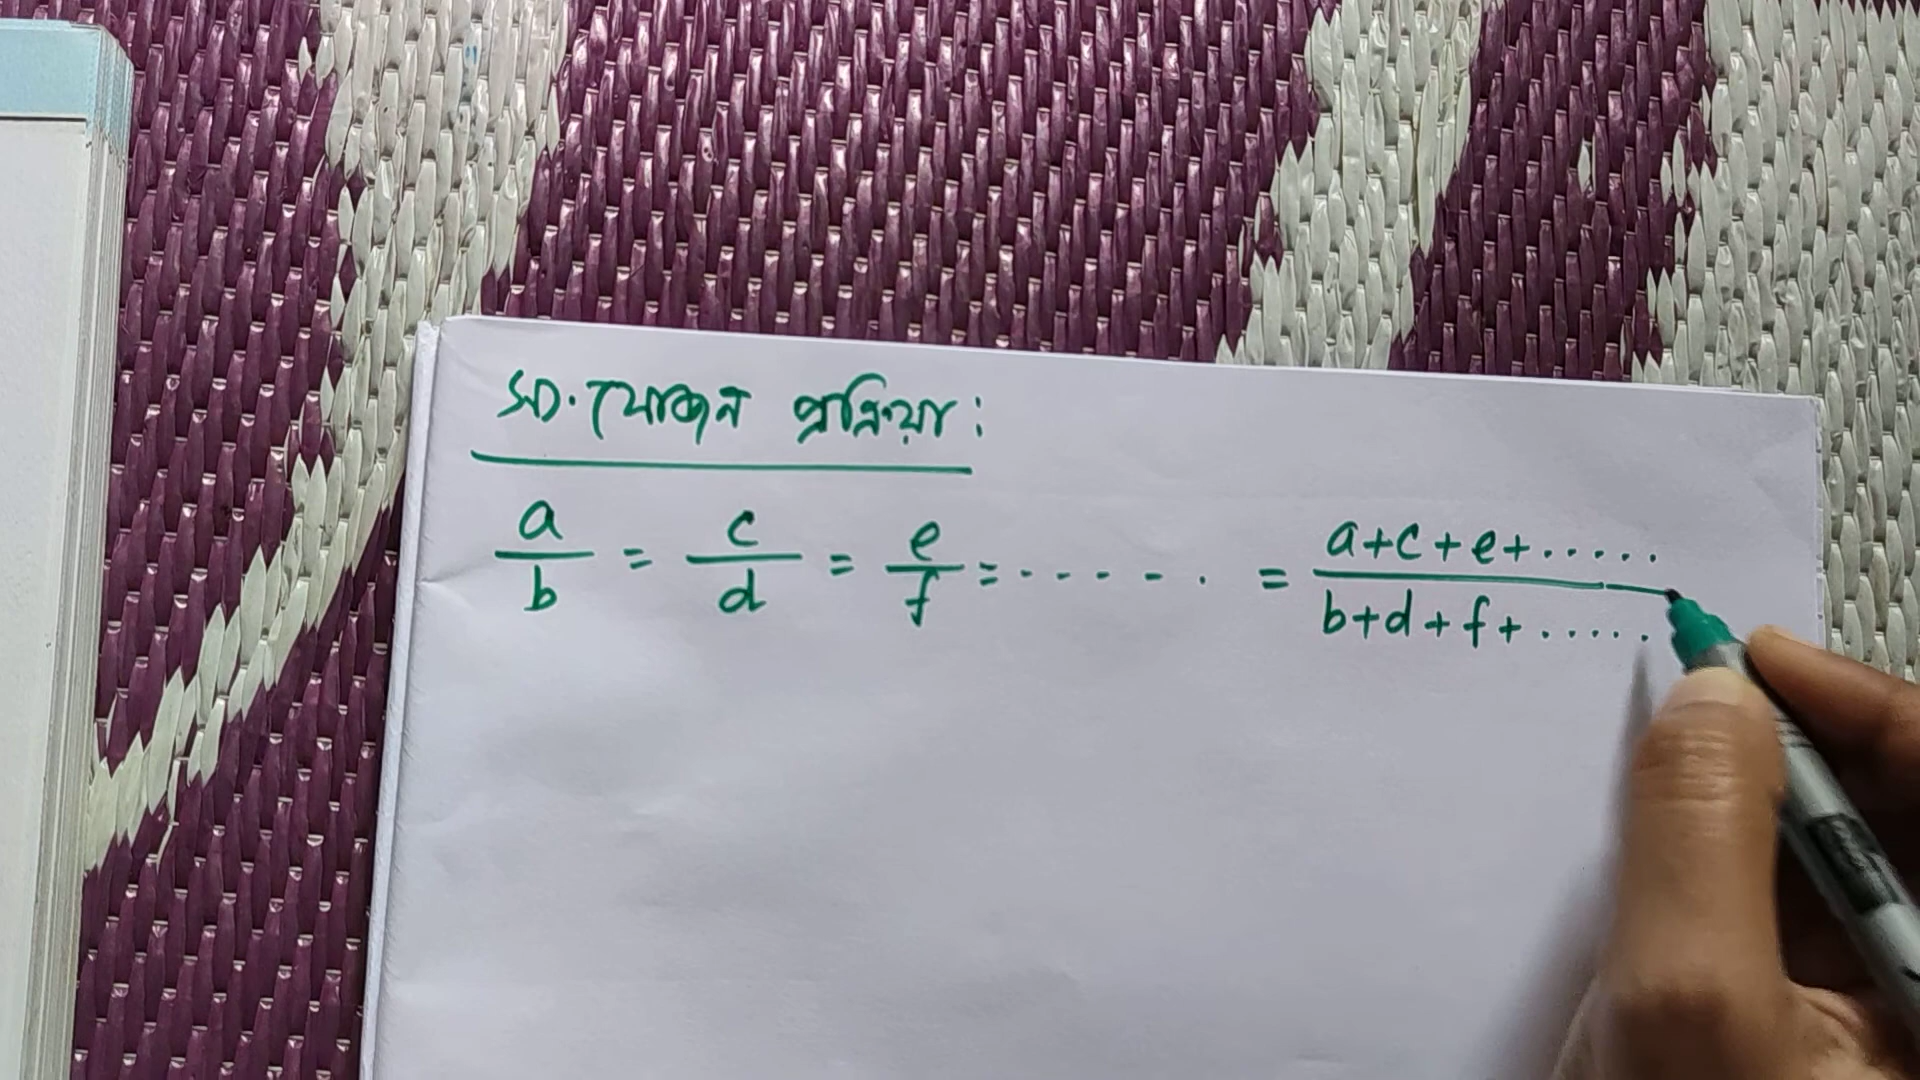 ১০. যোজন প্রক্রিয়া :
a/b = c/d = e/f = - - - - . = a+c+e+...... / b+d+f+......